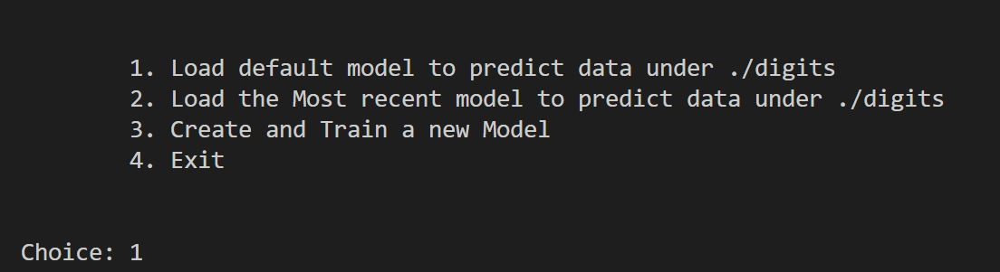 1. Load default model to predict data under ./digits
2. Load the Most recent model to predict data under ./digits
3. Create and Train a new Model
4. Exit
Choice: 1